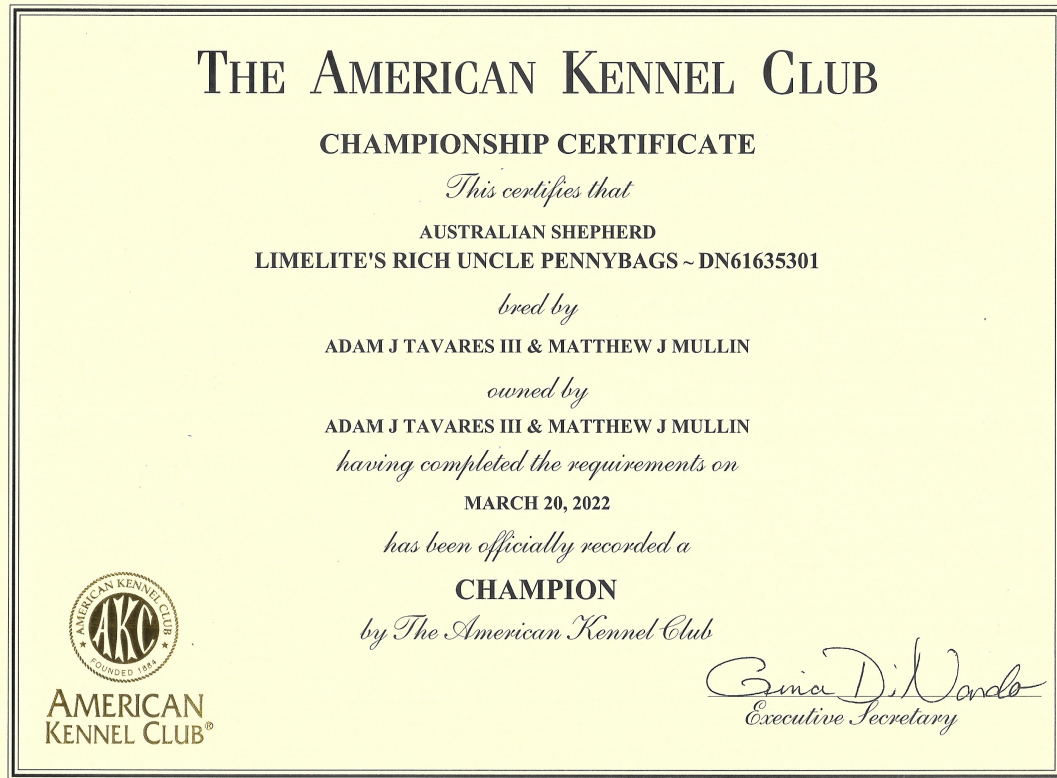 THE AMERICAN KENNEL CLUB
CHAMPIONSHIP CERTIFICATE
This certifies that
AUSTRALIAN SHEPHERD
LIMELITE'S RICH UNCLE PENNYBAGS ~ DN61635301
bred by
ADAM J TAVARES III & MATTHEW J MULLIN
owned by
ADAM J TAVARES III & MATTHEW J MULLIN
having completed the requirements on
MARCH 20, 2022
has been officially recorded a
CHAMPION
by The American Kennel Club
AMERICAN KENNEL CLUB
AKC
FOUNDED 1884
AMERICAN
KENNEL CLUB®
Gina DiNardo
Executive Secretary